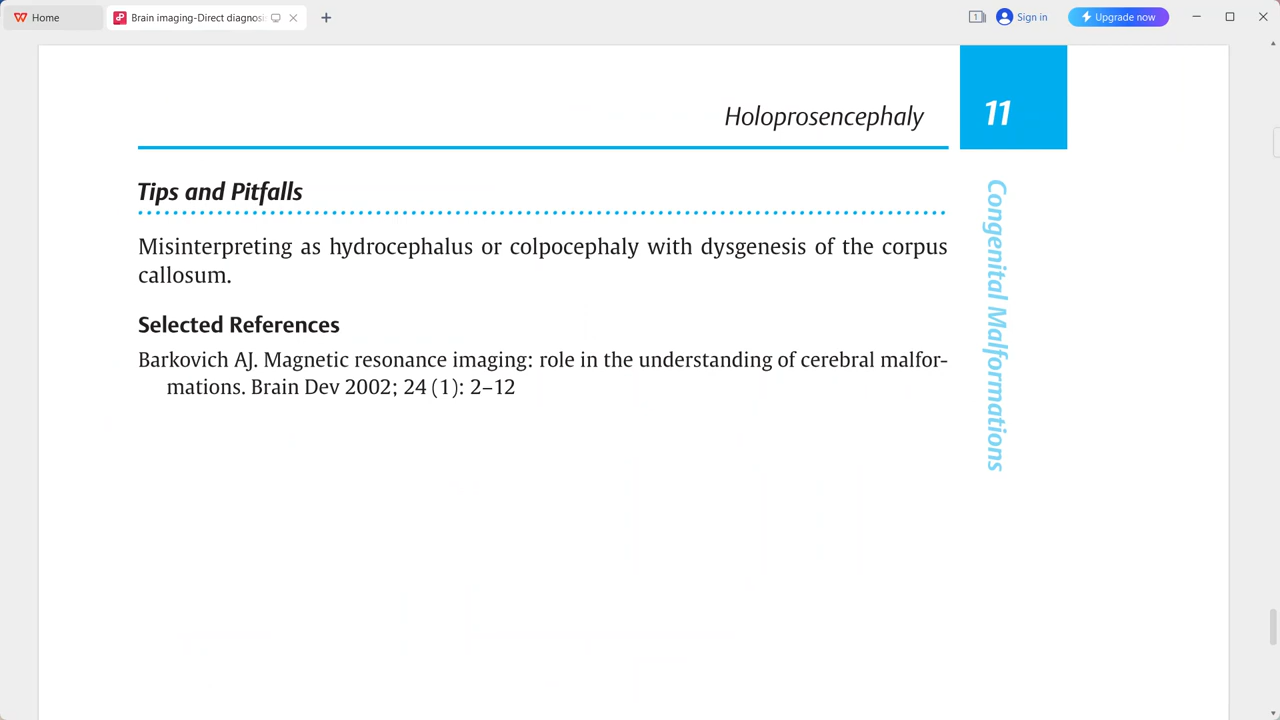 Home
Brain imaging-Direct diagnosi
1
Sign in
Upgrade now
Holoprosencephaly
11
Tips and Pitfalls
Misinterpreting as hydrocephalus or colpocephaly with dysgenesis of the corpus
callosum.
Selected References
Barkovich AJ. Magnetic resonance imaging: role in the understanding of cerebral malfor-
mations. Brain Dev 2002; 24 (1): 2–12
Congenital Malformations